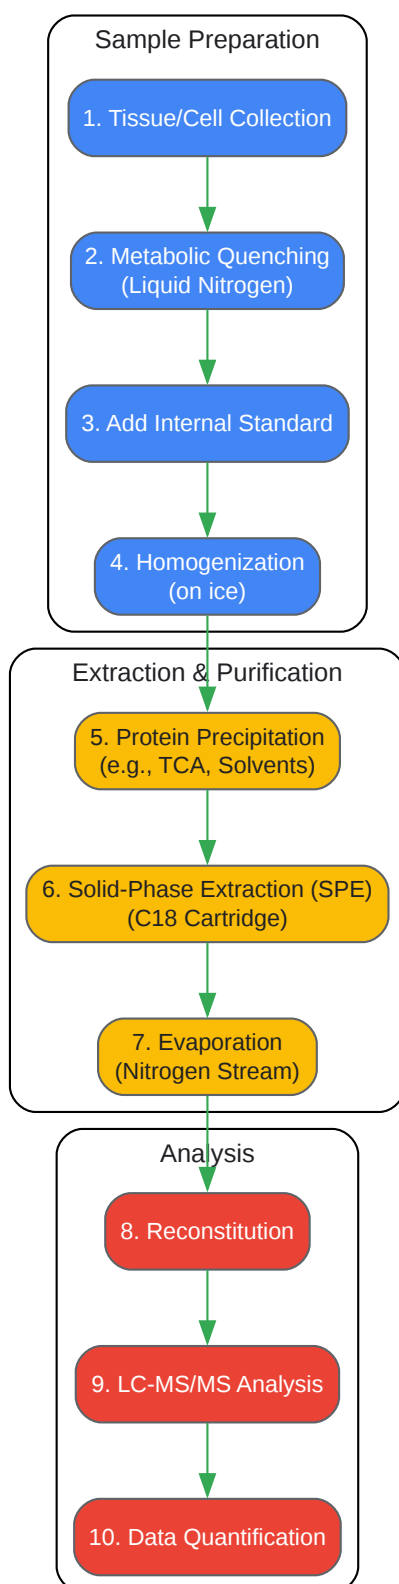 Sample Preparation
1. Tissue/Cell Collection
2. Metabolic Quenching
(Liquid Nitrogen)
3. Add Internal Standard
4. Homogenization
(on ice)
Extraction & Purification
5. Protein Precipitation
(e.g., TCA, Solvents)
6. Solid-Phase Extraction (SPE)
(C18 Cartridge)
7. Evaporation
(Nitrogen Stream)
Analysis
8. Reconstitution
9. LC-MS/MS Analysis
10. Data Quantification